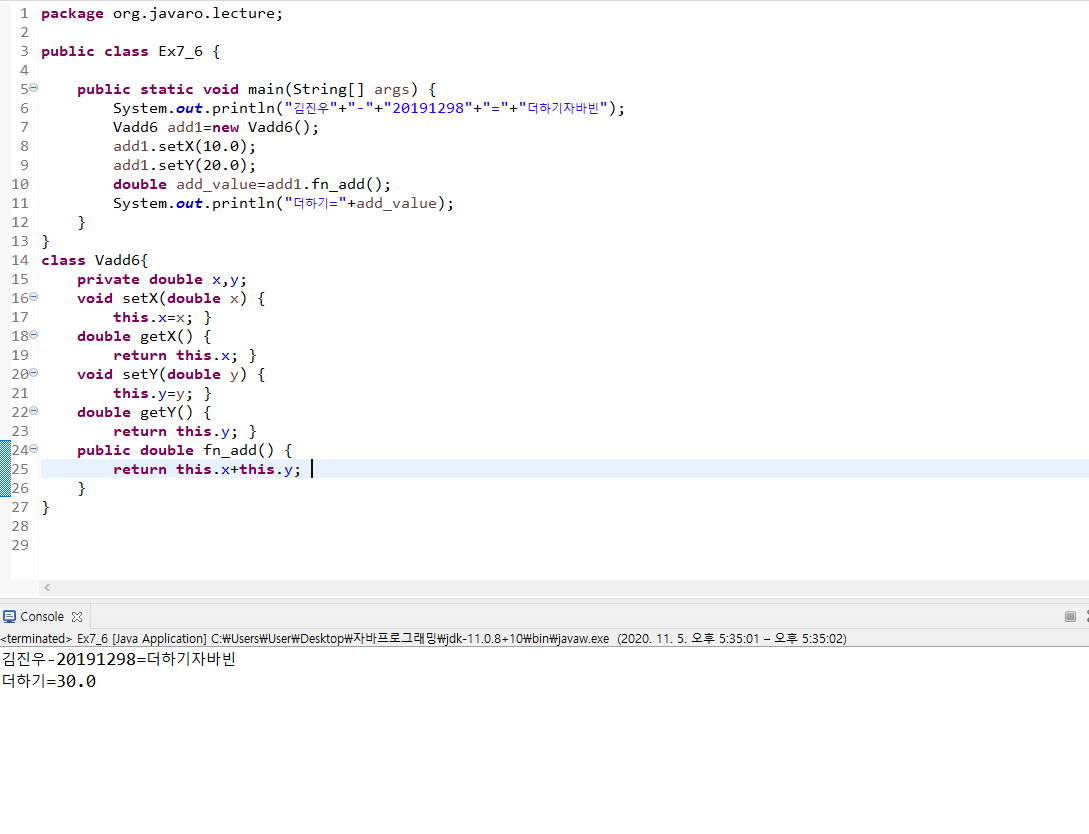 1 package org.javaro.lecture;
2
3 public class Ex7_6 {
4
5     public static void main(String[] args) {
6         System.out.println("김진우"+"-"+"20191298"+"="+"더하기자바빈");
7         Vadd6 add1=new Vadd6();
8         add1.setX(10.0);
9         add1.setY(20.0);
10         double add_value=add1.fn_add();
11         System.out.println("더하기="+add_value);
12     }
13 }
14 class Vadd6{
15     private double x,y;
16     void setX(double x) {
17         this.x=x; }
18     double getX() {
19         return this.x; }
20     void setY(double y) {
21         this.y=y; }
22     double getY() {
23         return this.y; }
24     public double fn_add() {
25         return this.x+this.y;
26     }
27 }
28
29
Console
<terminated> Ex7_6 [Java Application] C:₩Users₩User₩Desktop₩자바프로그래밍₩jdk-11.0.8+10₩bin₩javaw.exe (2020. 11. 5. 오후 5:35:01 – 오후 5:35:02)
김진우-20191298=더하기자바빈
더하기=30.0